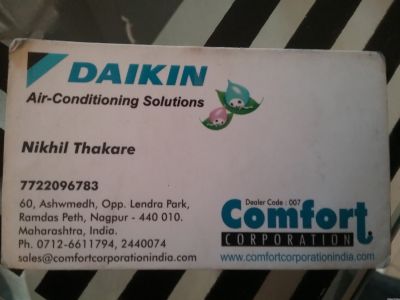 DAIKIN
Air-Conditioning Solutions
Nikhil Thakare
7722096783
60, Ashwmedh, Opp. Lendra Park,
Ramdas Peth, Nagpur - 440 010.
Maharashtra, India.
Ph. 0712-6611794, 2440074
sales@comfortcorporationindia.com
Dealer Code : 007
Comfort
CORPORATION
www.comfortcorporationindia.com